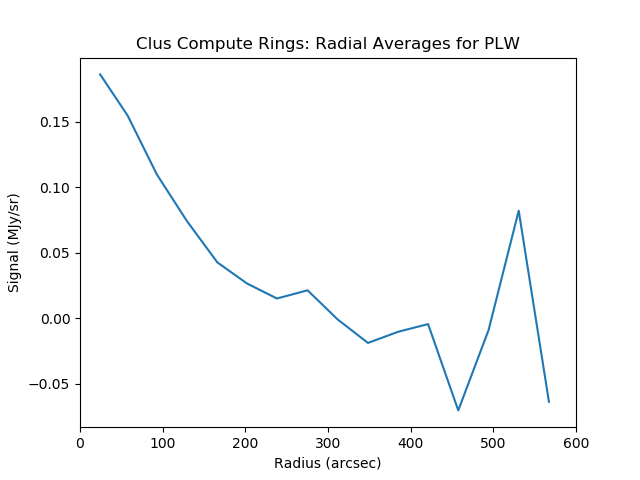 Clus Compute Rings: Radial Averages for PLW
Signal (MJy/sr)
0.15
0.10
0.05
0.00
−0.05
0 100 200 300 400 500 600
Radius (arcsec)